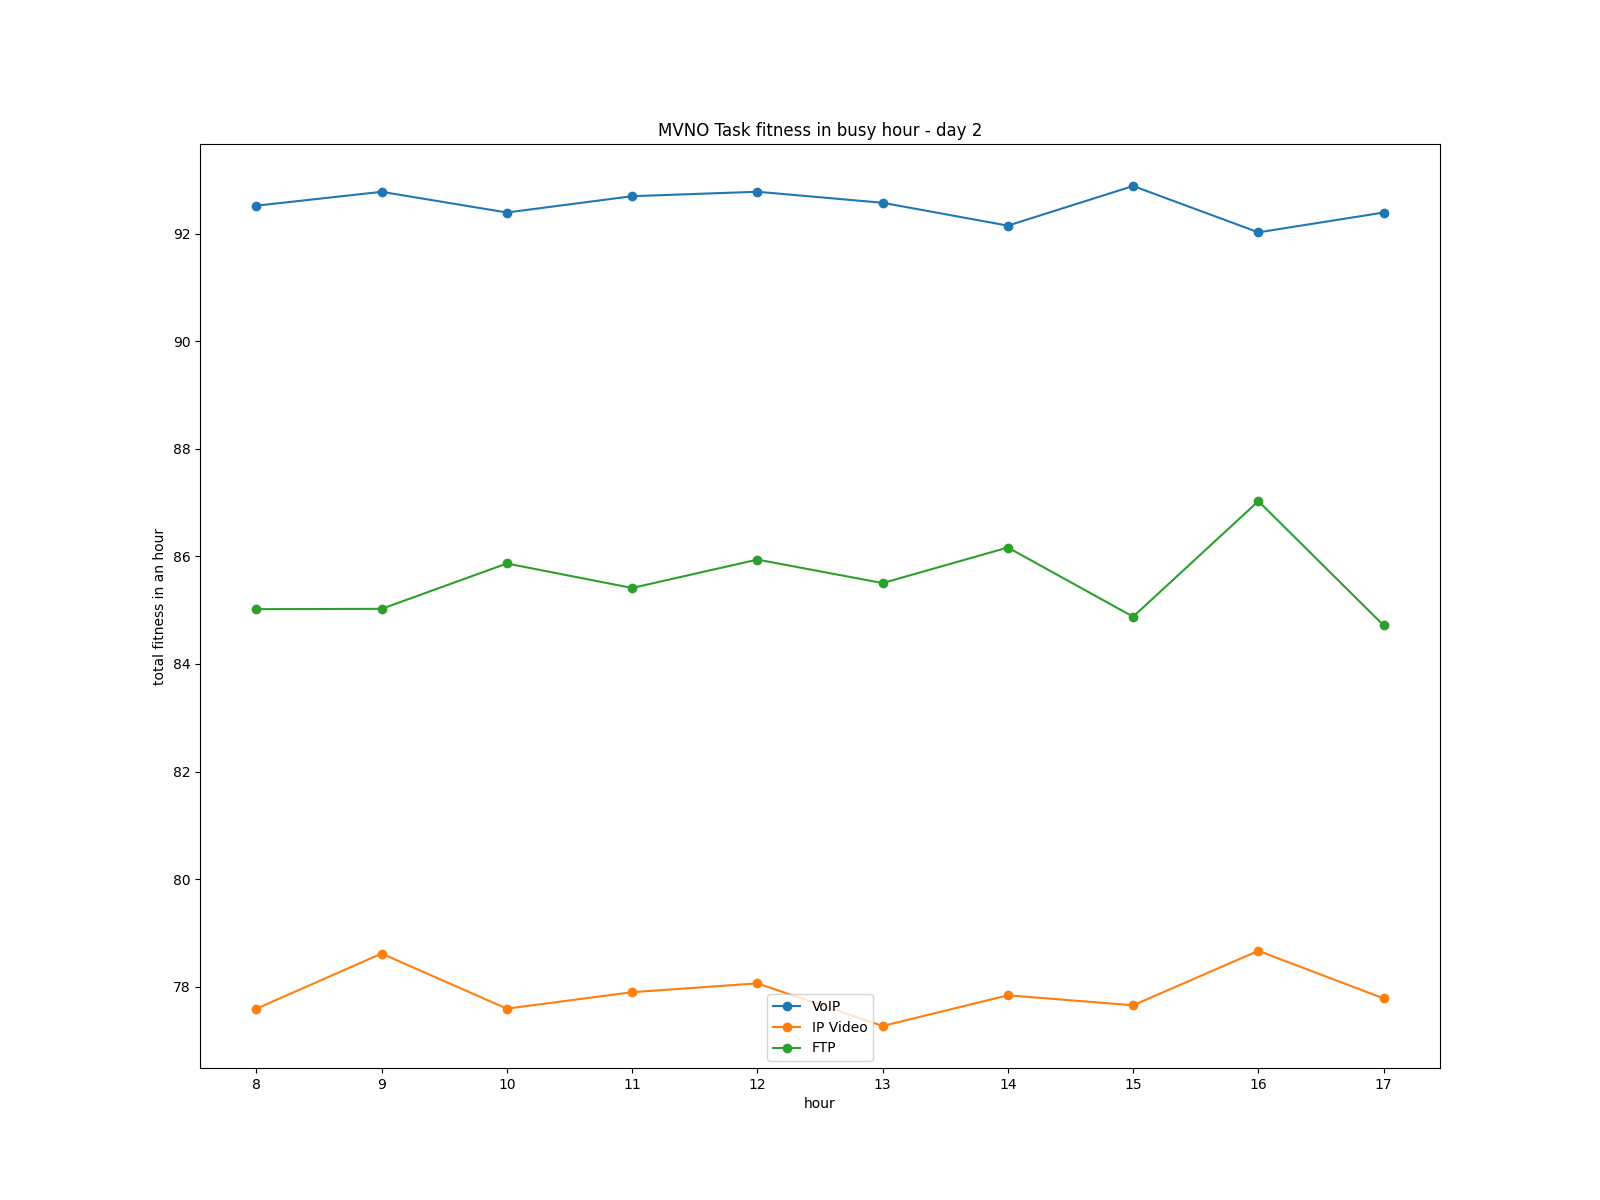 MVNO Task fitness in busy hour - day 2
total fitness in an hour
92
90
88
86
84
82
80
78
VoIP
IP Video
FTP
8 9 10 11 12 13 14 15 16 17
hour